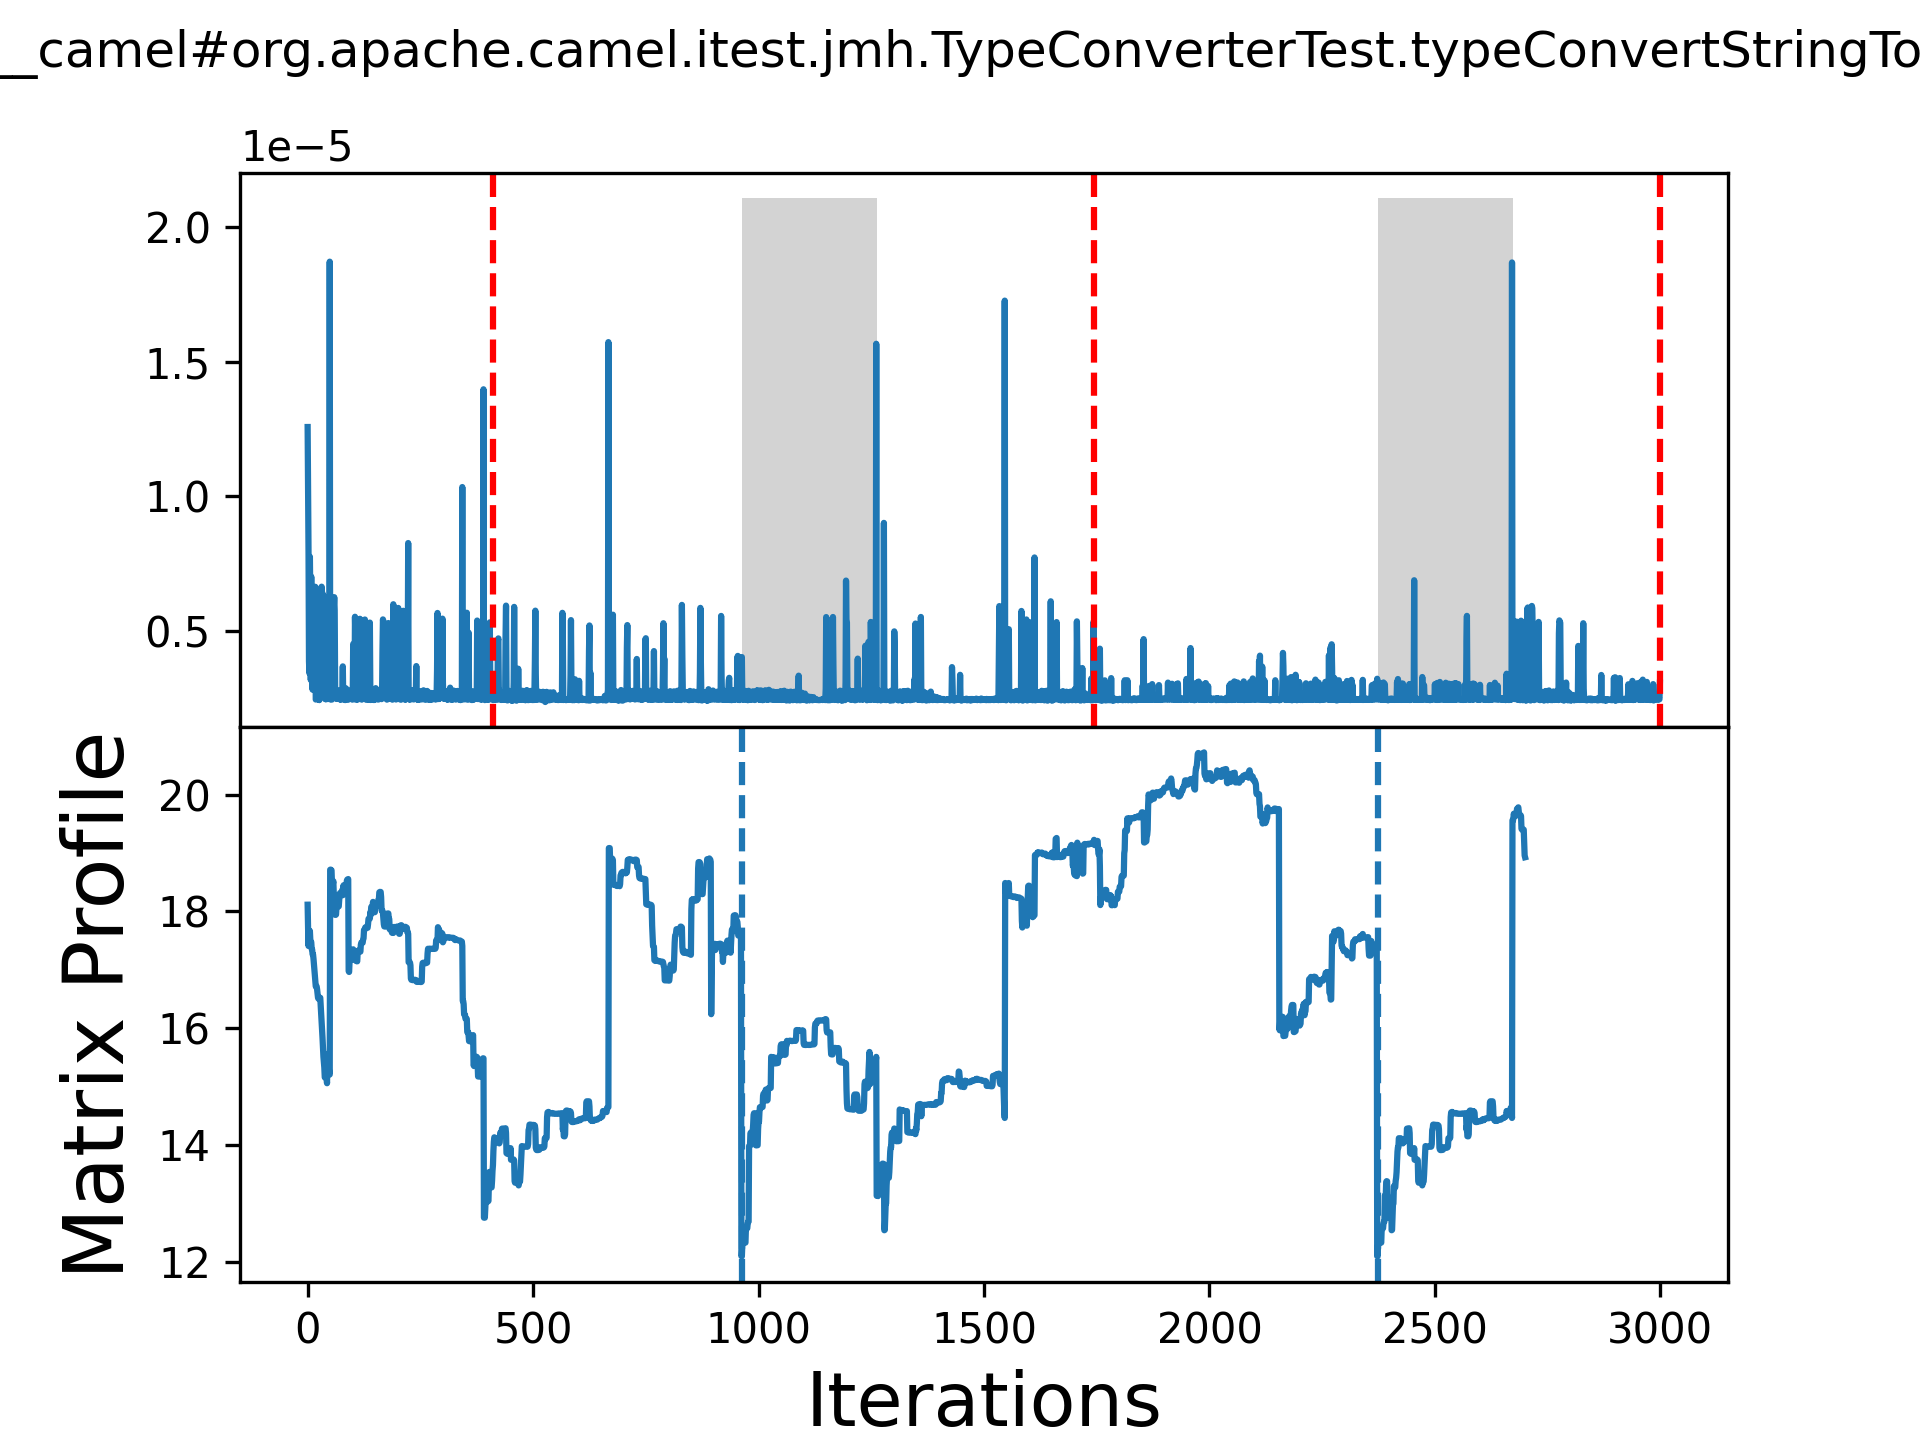 __camel#org.apache.camel.itest.jmh.TypeConverterTest.typeConvertStringTo
1e−5
2.0
1.5
1.0
0.5
Matrix Profile
20
18
16
14
12
0 500 1000 1500 2000 2500 3000
Iterations